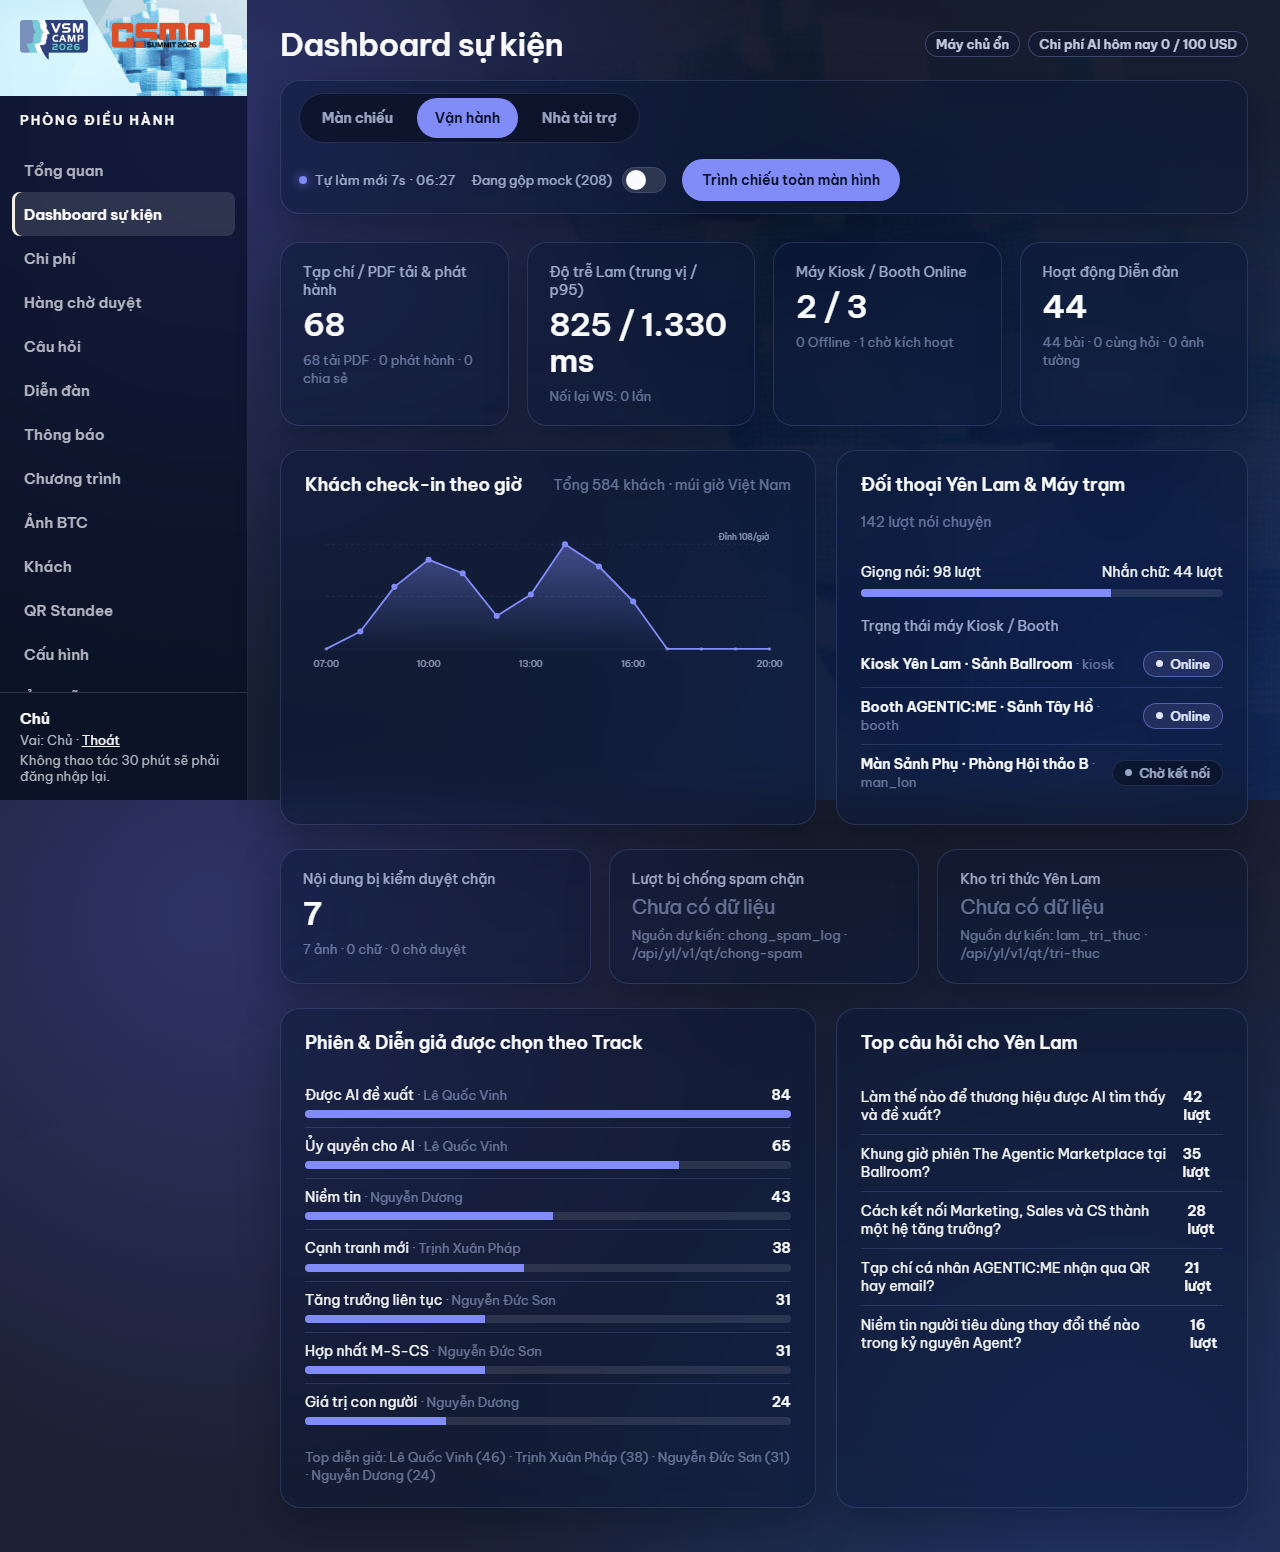 VSM
CAMP
2026
CSMO
SUMMIT 2026
PHÒNG ĐIỀU HÀNH
Tổng quan
Dashboard sự kiện
Chi phí
Hàng chờ duyệt
Câu hỏi
Diễn đàn
Thông báo
Chương trình
Ảnh BTC
Khách
QR Standee
Cấu hình
Chủ
Vai: Chủ · Thoát
Không thao tác 30 phút sẽ phải
đăng nhập lại.
Dashboard sự kiện
Máy chủ ổn
Chi phí AI hôm nay 0 / 100 USD
Màn chiếu
Vận hành
Nhà tài trợ
Tự làm mới 7s · 06:27
Đang gộp mock (208)
Trình chiếu toàn màn hình
Tạp chí / PDF tải & phát
hành
68
68 tải PDF · 0 phát hành · 0
chia sẻ
Độ trễ Lam (trung vị /
p95)
825 / 1.330
ms
Nối lại WS: 0 lần
Máy Kiosk / Booth Online
2 / 3
0 Offline · 1 chờ kích hoạt
Hoạt động Diễn đàn
44
44 bài · 0 cùng hỏi · 0 ảnh
tường
Khách check-in theo giờ
Tổng 584 khách · múi giờ Việt Nam
Đỉnh 108/giờ
07:00
10:00
13:00
16:00
20:00
Đối thoại Yên Lam & Máy trạm
142 lượt nói chuyện
Giọng nói: 98 lượt
Nhắn chữ: 44 lượt
Trạng thái máy Kiosk / Booth
Kiosk Yên Lam · Sảnh Ballroom · kiosk
Online
Booth AGENTIC:ME · Sảnh Tây Hồ ·
booth
Online
Màn Sảnh Phụ · Phòng Hội thảo B ·
man_lon
Chờ kết nối
Nội dung bị kiểm duyệt chặn
7
7 ảnh · 0 chữ · 0 chờ duyệt
Lượt bị chống spam chặn
Chưa có dữ liệu
Nguồn dự kiến: chong_spam_log ·
/api/yl/v1/qt/chong-spam
Kho tri thức Yên Lam
Chưa có dữ liệu
Nguồn dự kiến: lam_tri_thuc ·
/api/yl/v1/qt/tri-thuc
Phiên & Diễn giả được chọn theo Track
Được AI đề xuất · Lê Quốc Vinh
84
Ủy quyền cho AI · Lê Quốc Vinh
65
Niềm tin · Nguyễn Dương
43
Cạnh tranh mới · Trịnh Xuân Pháp
38
Tăng trưởng liên tục · Nguyễn Đức Sơn
31
Hợp nhất M-S-CS · Nguyễn Đức Sơn
31
Giá trị con người · Nguyễn Dương
24
Top diễn giả: Lê Quốc Vinh (46) · Trịnh Xuân Pháp (38) · Nguyễn Đức Sơn (31)
· Nguyễn Dương (24)
Top câu hỏi cho Yên Lam
Làm thế nào để thương hiệu được AI tìm thấy
và đề xuất?
42
lượt
Khung giờ phiên The Agentic Marketplace tại
Ballroom?
35
lượt
Cách kết nối Marketing, Sales và CS thành
một hệ tăng trưởng?
28
lượt
Tạp chí cá nhân AGENTIC:ME nhận qua QR
hay email?
21
lượt
Niềm tin người tiêu dùng thay đổi thế nào
trong kỷ nguyên Agent?
16
lượt